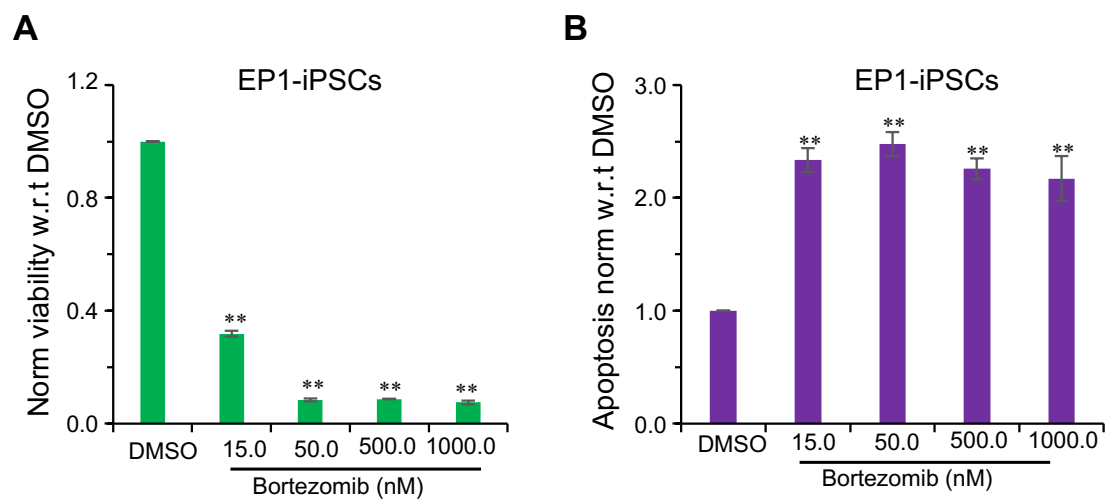 A
EP1-iPSCs
Norm viability w.r.t DMSO
1.2
0.8
0.4
0.0
**
**
**
**
DMSO 15.0 50.0 500.0 1000.0
Bortezomib (nM)
B
EP1-iPSCs
Apoptosis norm w.r.t DMSO
3.0
2.0
1.0
0.0
**
**
**
**
DMSO 15.0 50.0 500.0 1000.0
Bortezomib (nM)